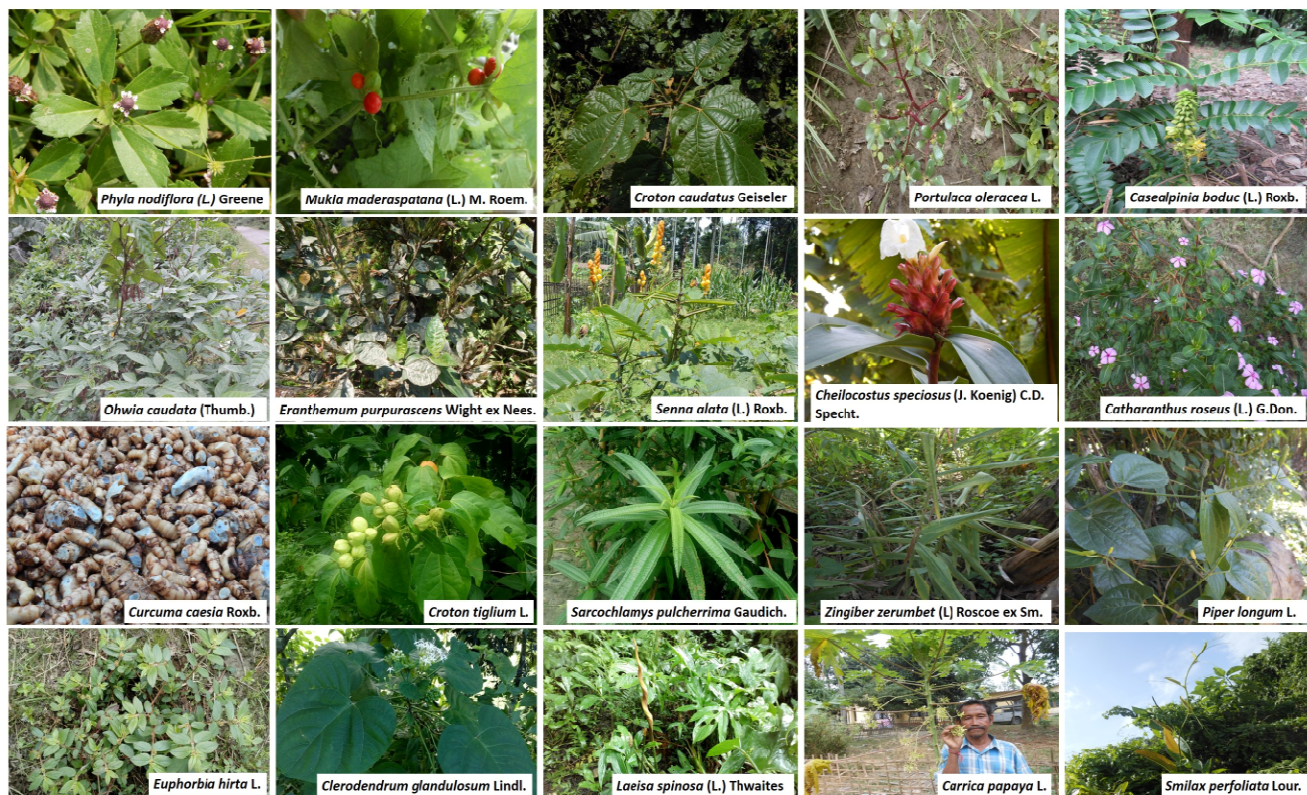 Phyla nodiflora (L.) Greene
Mukia maderaspatana (L.) M. Roem.
Croton caudatus Geiseler
Portulaca oleracea L.
Casealpinia boduc (L.) Roxb.
Ohwia caudata (Thumb.)
Eranthemum purpurascens Wight ex Nees.
Senna alata (L.) Roxb.
Cheilocostus speciosus (J. Koenig) C.D.
Specht.
Catharanthus roseus (L.) G.Don.
Curcuma caesia Roxb.
Croton tiglium L.
Sarcochlamys pulcherrima Gaudich.
Zingiber zerumbet (L) Roscoe ex Sm.
Piper longum L.
Euphorbia hirta L.
Clerodendrum glandulosum Lindl.
Laeisa spinosa (L.) Thwaites
Carrica papaya L.
Smilax perfoliata Lour.